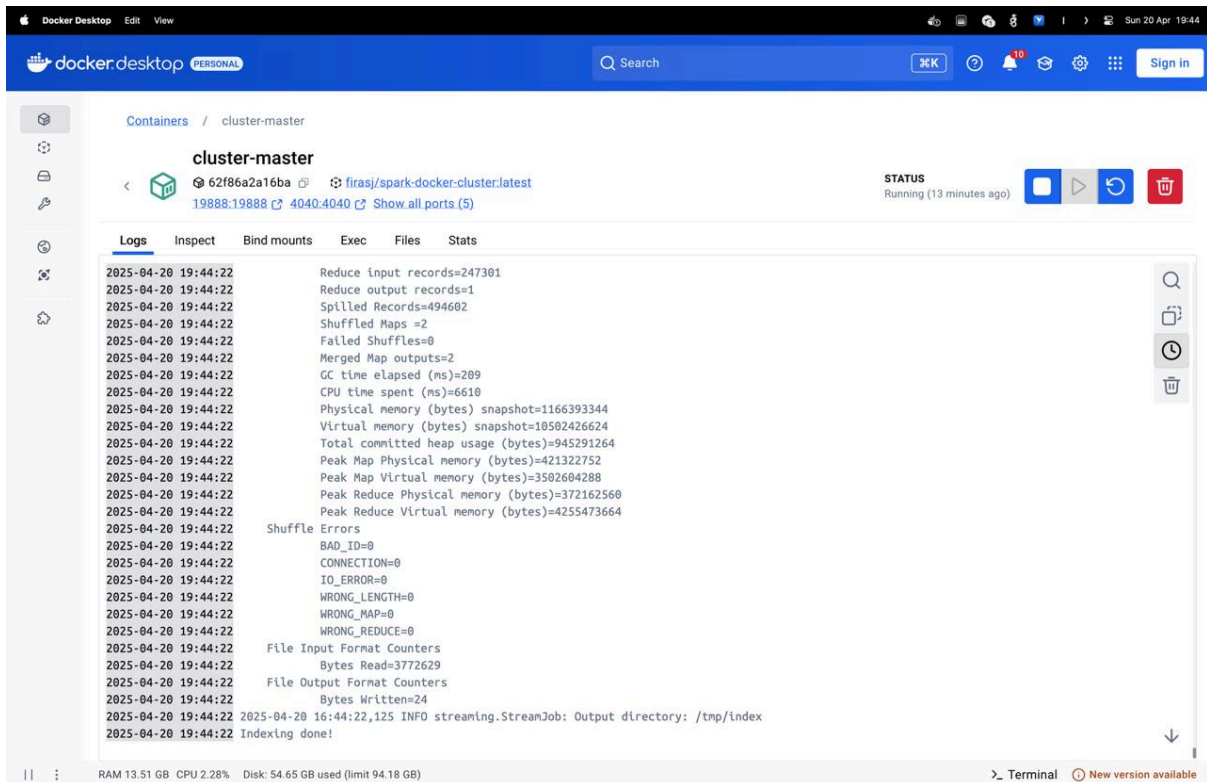 Docker Desktop Edit View Sun 20 Apr 19:44
docker.desktop PERSONAL Search ⌘K 10 Sign in
Containers / cluster-master
cluster-master
62f86a2a16ba firasj/spark-docker-cluster:latest
19888:19888 4040:4040 Show all ports (5)
STATUS
Running (13 minutes ago)
Logs Inspect Bind mounts Exec Files Stats
2025-04-20 19:44:22 Reduce input records=247301
2025-04-20 19:44:22 Reduce output records=1
2025-04-20 19:44:22 Spilled Records=494602
2025-04-20 19:44:22 Shuffled Maps =2
2025-04-20 19:44:22 Failed Shuffles=0
2025-04-20 19:44:22 Merged Map outputs=2
2025-04-20 19:44:22 GC time elapsed (ms)=209
2025-04-20 19:44:22 CPU time spent (ms)=6610
2025-04-20 19:44:22 Physical memory (bytes) snapshot=1166393344
2025-04-20 19:44:22 Virtual memory (bytes) snapshot=10502426624
2025-04-20 19:44:22 Total committed heap usage (bytes)=945291264
2025-04-20 19:44:22 Peak Map Physical memory (bytes)=421322752
2025-04-20 19:44:22 Peak Map Virtual memory (bytes)=3502604288
2025-04-20 19:44:22 Peak Reduce Physical memory (bytes)=372162560
2025-04-20 19:44:22 Peak Reduce Virtual memory (bytes)=4255473664
2025-04-20 19:44:22 Shuffle Errors
2025-04-20 19:44:22 BAD_ID=0
2025-04-20 19:44:22 CONNECTION=0
2025-04-20 19:44:22 IO_ERROR=0
2025-04-20 19:44:22 WRONG_LENGTH=0
2025-04-20 19:44:22 WRONG_MAP=0
2025-04-20 19:44:22 WRONG_REDUCE=0
2025-04-20 19:44:22 File Input Format Counters
2025-04-20 19:44:22 Bytes Read=3772629
2025-04-20 19:44:22 File Output Format Counters
2025-04-20 19:44:22 Bytes Written=24
2025-04-20 19:44:22 2025-04-20 16:44:22,125 INFO streaming.StreamJob: Output directory: /tmp/index
2025-04-20 19:44:22 Indexing done!
RAM 13.51 GB CPU 2.28% Disk: 54.65 GB used (limit 94.18 GB) >_ Terminal New version available